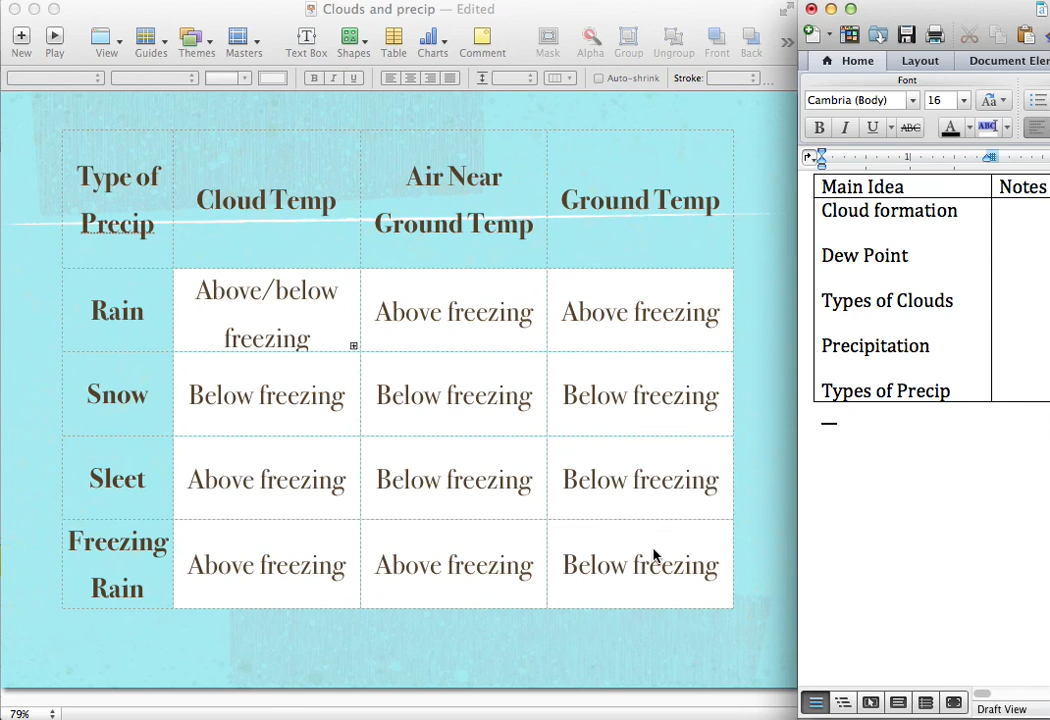 Clouds and precip — Edited
New Play View Guides Themes Masters Text Box Shapes Table Charts Comment Mask Alpha Group Ungroup Front Back
B I U Auto-shrink Stroke:
Type of
Precip
Cloud Temp
Air Near
Ground Temp
Ground Temp
Rain
Above/below
freezing
Above freezing
Above freezing
Snow
Below freezing
Below freezing
Below freezing
Sleet
Above freezing
Below freezing
Below freezing
Freezing
Rain
Above freezing
Above freezing
Below freezing
79%
Home Layout Document Elem
Font
Cambria (Body) 16 Aa
B I U ABC A ABC
1
Main Idea Notes
Cloud formation
Dew Point
Types of Clouds
Precipitation
Types of Precip
Draft View